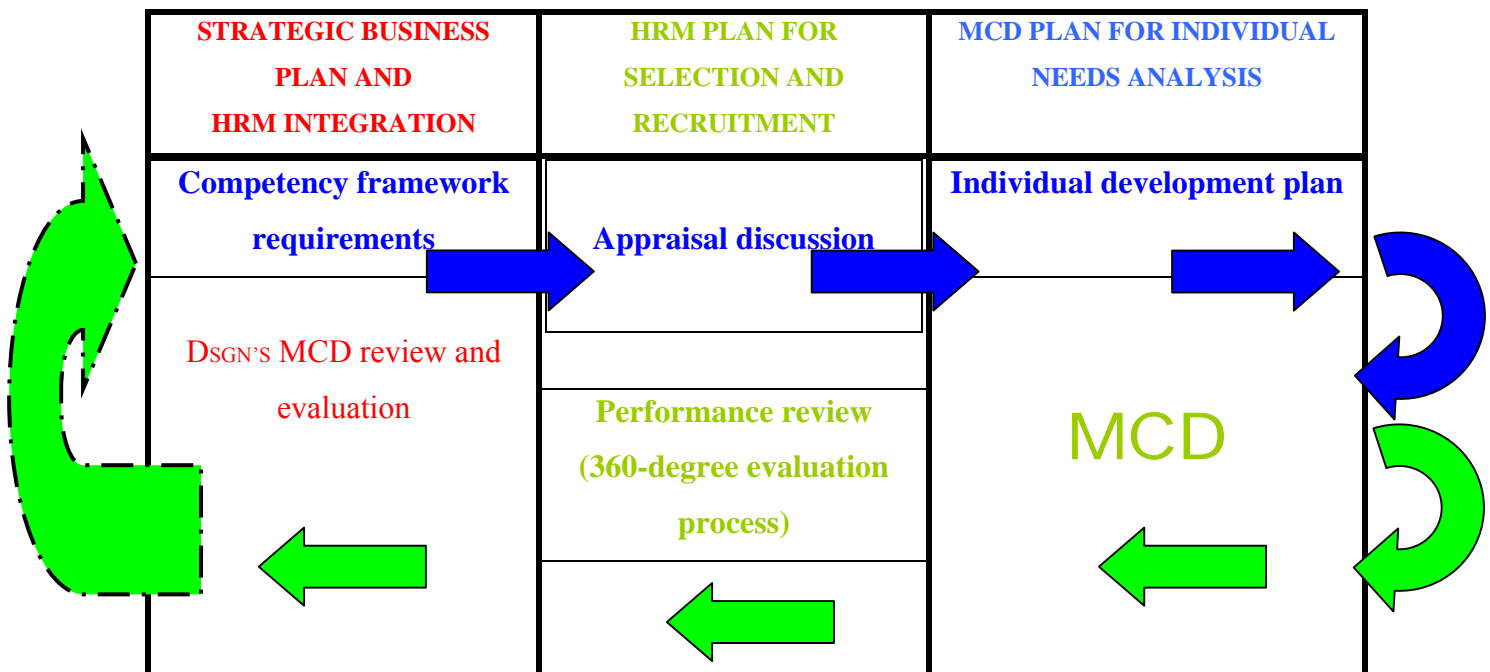 STRATEGIC BUSINESS
PLAN AND
HRM INTEGRATION
HRM PLAN FOR
SELECTION AND
RECRUITMENT
MCD PLAN FOR INDIVIDUAL
NEEDS ANALYSIS
Competency framework
requirements
Appraisal discussion
Individual development plan
DSGN'S MCD review and
evaluation
Performance review
(360-degree evaluation
process)
MCD